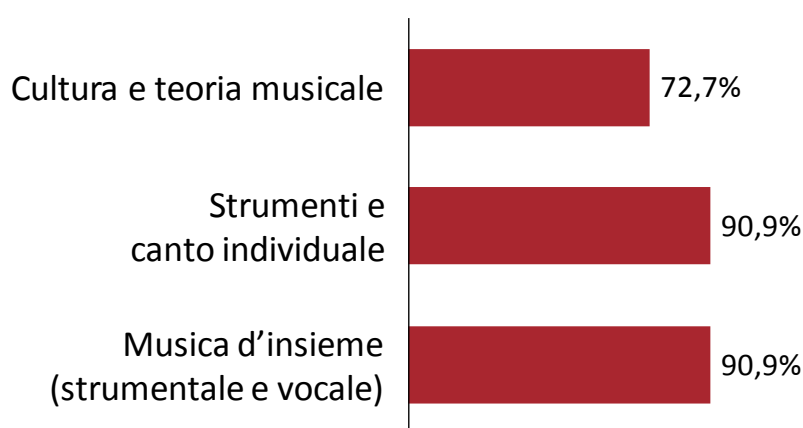 Cultura e teoria musicale
72,7%
Strumenti e
canto individuale
90,9%
Musica d’insieme
(strumentale e vocale)
90,9%